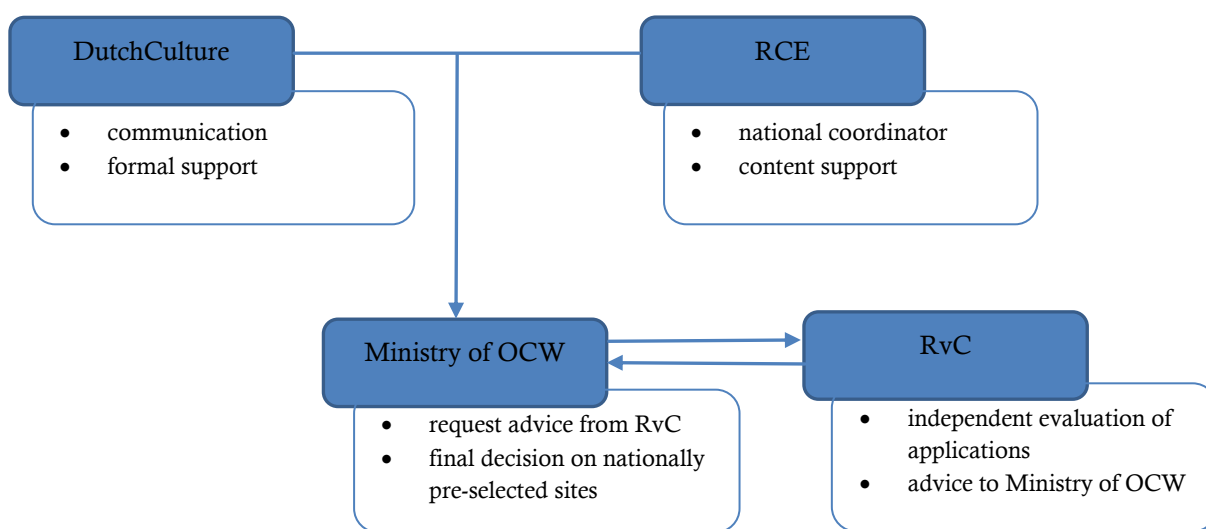 DutchCulture
• communication
• formal support
RCE
• national coordinator
• content support
Ministry of OCW
• request advice from RvC
• final decision on nationally
pre-selected sites
RvC
• independent evaluation of
applications
• advice to Ministry of OCW